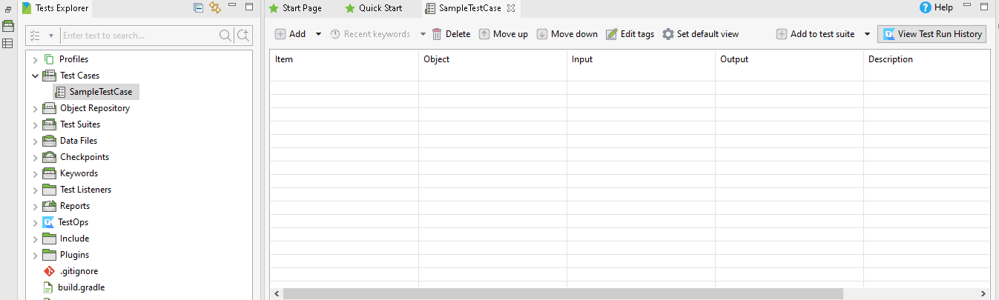 Tests Explorer
Enter text to search...
Profiles
Test Cases
SampleTestCase
Object Repository
Test Suites
Data Files
Checkpoints
Keywords
Test Listeners
Reports
TestOps
Include
Plugins
.gitignore
build.gradle
Start Page Quick Start SampleTestCase Help
Add Recent keywords Delete Move up Move down Edit tags Set default view Add to test suite View Test Run History
Item Object Input Output Description